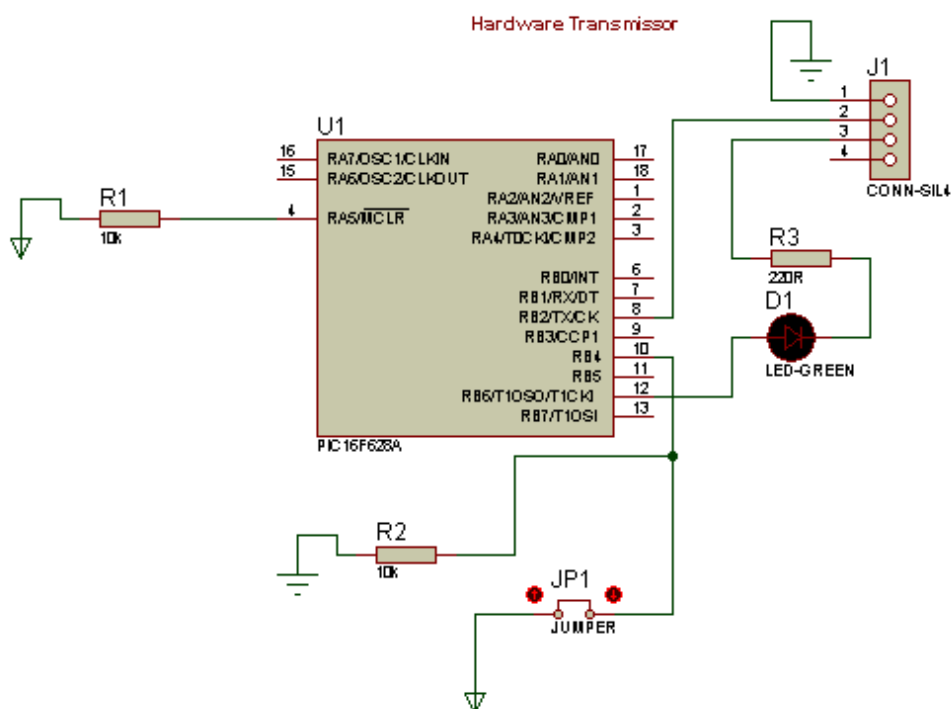 Hardware Transmissor
J1
1
2
3
4
CONN-SIL4
U1
16 RA7/OSC1/CLKIN RA0/AN0 17
15 RA6/OSC2/CLKOUT RA1/AN1 18
RA2/AN2/VREF 1
4 RA5/MCLR RA3/AN3/CMP1 2
RA4/T0CKI/CMP2 3
RB0/INT 6
RB1/RX/DT 7
RB2/TX/CK 8
RB3/CCP1 9
RB4 10
RB5 11
RB6/T1OSO/T1CKI 12
RB7/T1OSI 13
PIC16F628A
R1
10k
R3
220R
D1
LED-GREEN
R2
10k
JP1
JUMPER